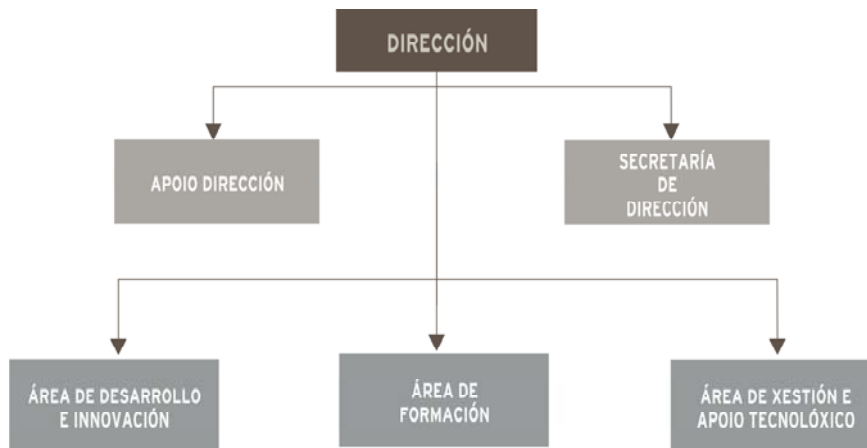 DIRECCIÓN
APOIO DIRECCIÓN
SECRETARÍA
DE
DIRECCIÓN
ÁREA DE DESARROLLO
E INNOVACIÓN
ÁREA DE
FORMACIÓN
ÁREA DE XESTIÓN E
APOIO TECNOLÓXICO